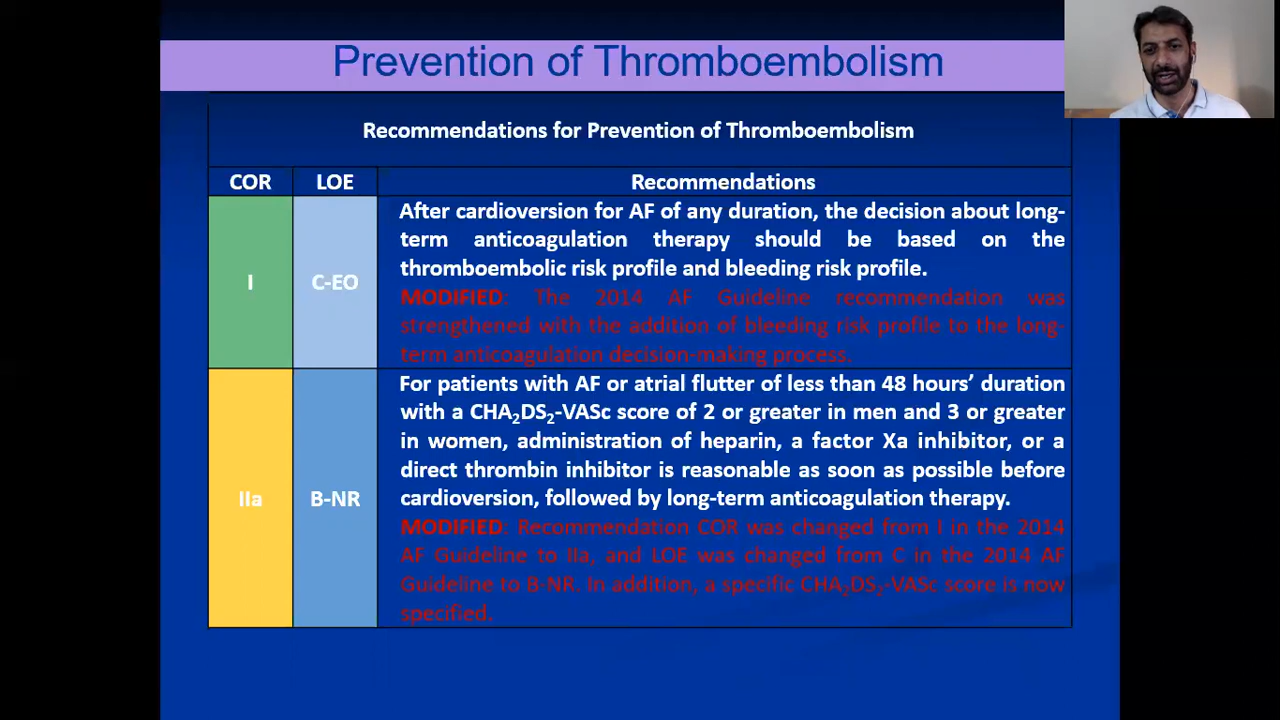 Prevention of Thromboembolism
Recommendations for Prevention of Thromboembolism
COR LOE Recommendations
I C-EO
After cardioversion for AF of any duration, the decision about long-
term anticoagulation therapy should be based on the
thromboembolic risk profile and bleeding risk profile.
MODIFIED: The 2014 AF Guideline recommendation was
strengthened with the addition of bleeding risk profile to the long-
term anticoagulation decision-making process.
IIa B-NR
For patients with AF or atrial flutter of less than 48 hours’ duration
with a CHA₂DS₂-VASc score of 2 or greater in men and 3 or greater
in women, administration of heparin, a factor Xa inhibitor, or a
direct thrombin inhibitor is reasonable as soon as possible before
cardioversion, followed by long-term anticoagulation therapy.
MODIFIED: Recommendation COR was changed from I in the 2014
AF Guideline to IIa, and LOE was changed from C in the 2014 AF
Guideline to B-NR. In addition, a specific CHA₂DS₂-VASc score is now
specified.